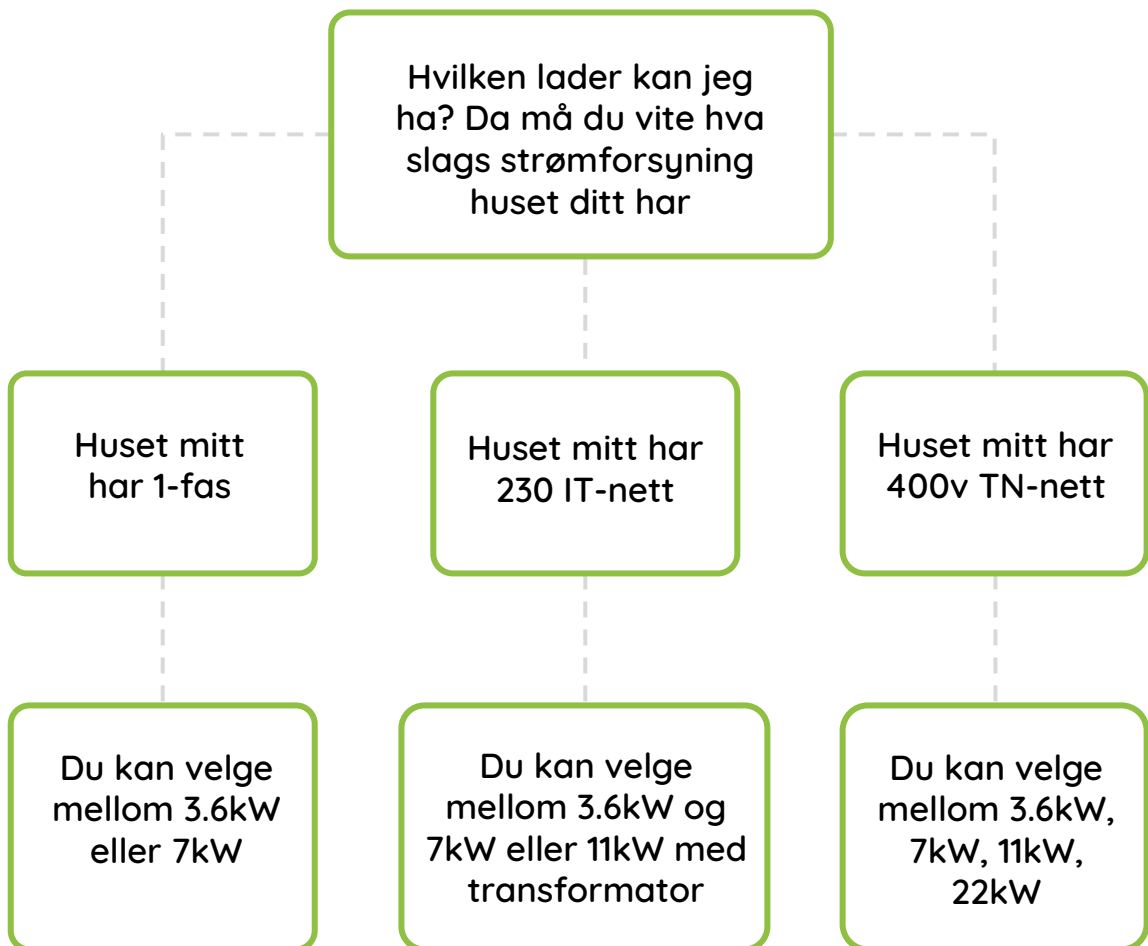 Hvilken lader kan jeg
ha? Da må du vite hva
slags strømforsyning
huset ditt har
Huset mitt
har 1-fas
Huset mitt har
230 IT-nett
Huset mitt har
400v TN-nett
Du kan velge
mellom 3.6kW
eller 7kW
Du kan velge
mellom 3.6kW og
7kW eller 11kW med
transformator
Du kan velge
mellom 3.6kW,
7kW, 11kW,
22kW